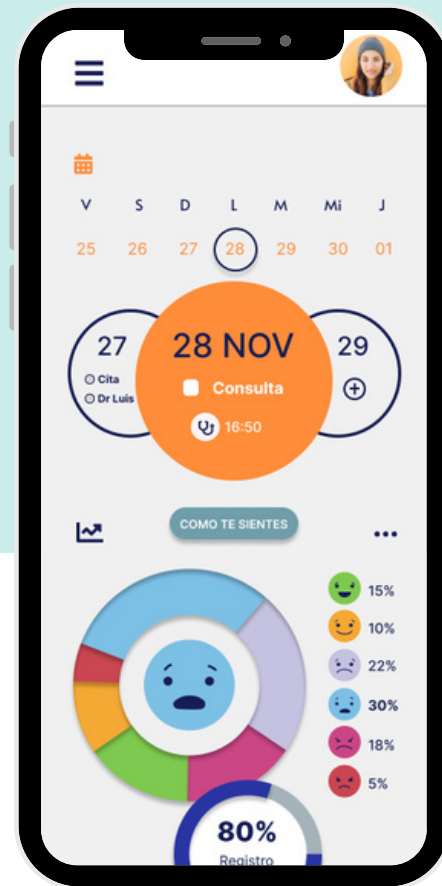 V S D L M Mi J
25 26 27 28 29 30 01
27
Cita
Dr Luis
28 NOV
Consulta
16:50
29
COMO TE SIENTES
15%
10%
22%
30%
18%
5%
80%
Registro